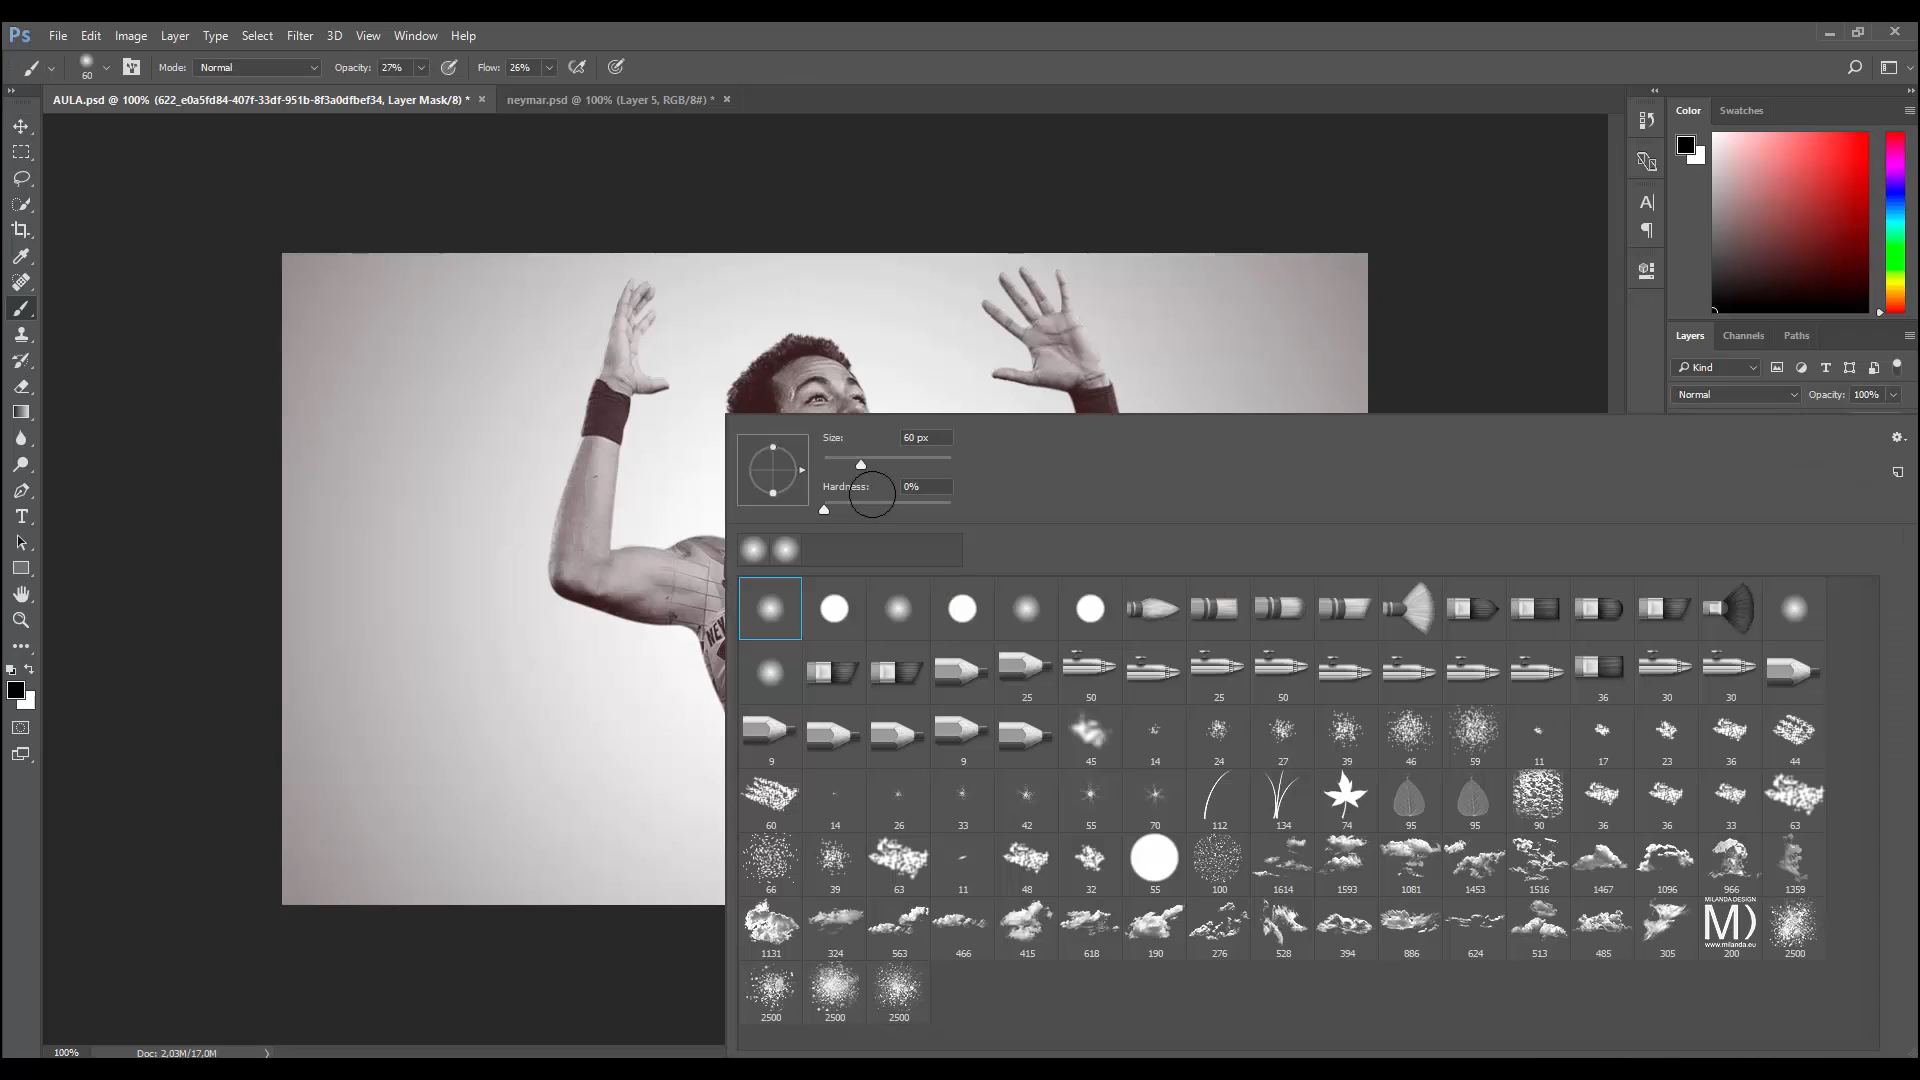 Ps File Edit Image Layer Type Select Filter 3D View Window Help
60 Mode: Normal Opacity: 27% Flow: 26%
AULA.psd @ 100% (622_e0a5fd84-407f-33df-951b-8f3a0dfbef34, Layer Mask/8) * neymar.psd @ 100% (Layer 5, RGB/8#) *
Color Swatches
Layers Channels Paths
Kind
Normal Opacity: 100%
Size: 60 px
Hardness: 0%
NEY
25 50 25 50 36 30 30
9 9 45 14 24 27 39 46 59 11 17 23 36 44
60 14 26 33 42 55 70 112 134 74 95 95 90 36 36 33 63
66 39 63 11 48 32 55 100 1614 1593 1081 1453 1516 1467 1096 966 1359
MILANDA DESIGN
M)
www.milanda.eu
1131 324 563 466 415 618 190 276 528 394 886 624 513 485 305 200 2500
2500 2500 2500
100% Doc: 2,03M/17,0M